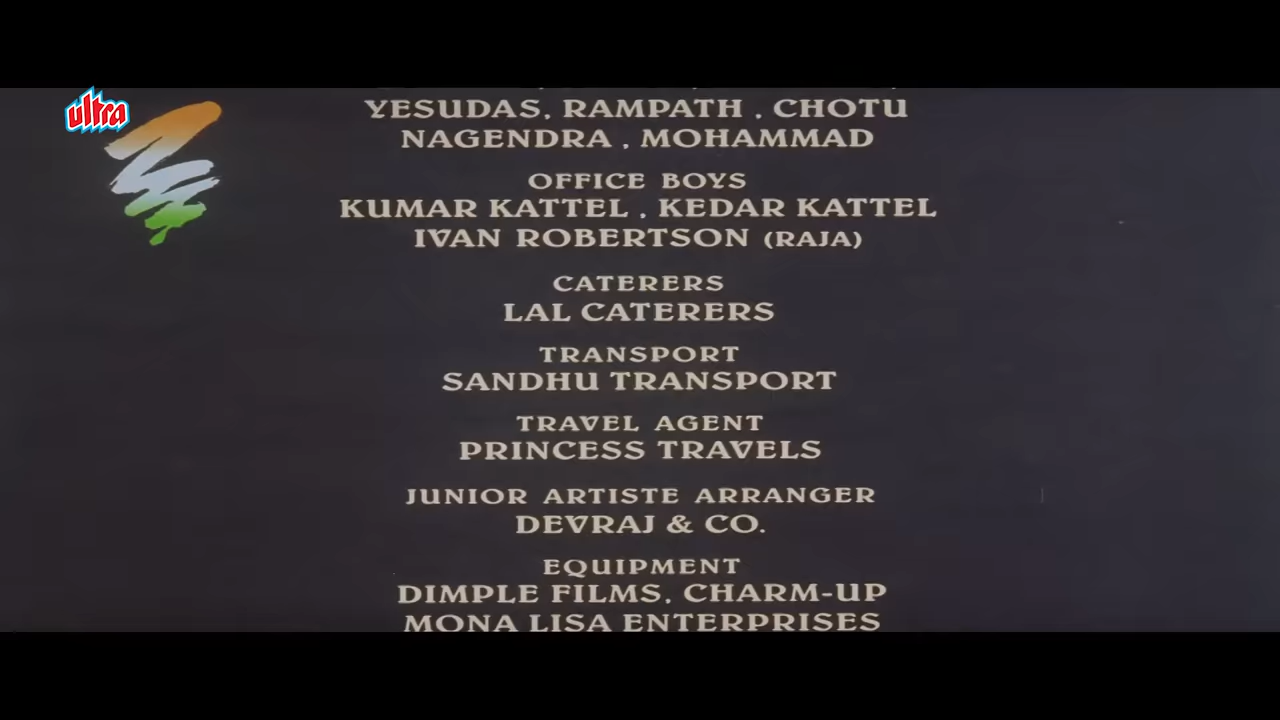 ultra
YESUDAS, RAMPATH , CHOTU
NAGENDRA , MOHAMMAD
OFFICE BOYS
KUMAR KATTEL , KEDAR KATTEL
IVAN ROBERTSON (RAJA)
CATERERS
LAL CATERERS
TRANSPORT
SANDHU TRANSPORT
TRAVEL AGENT
PRINCESS TRAVELS
JUNIOR ARTISTE ARRANGER
DEVRAJ & CO.
EQUIPMENT
DIMPLE FILMS, CHARM-UP
MONA LISA ENTERPRISES